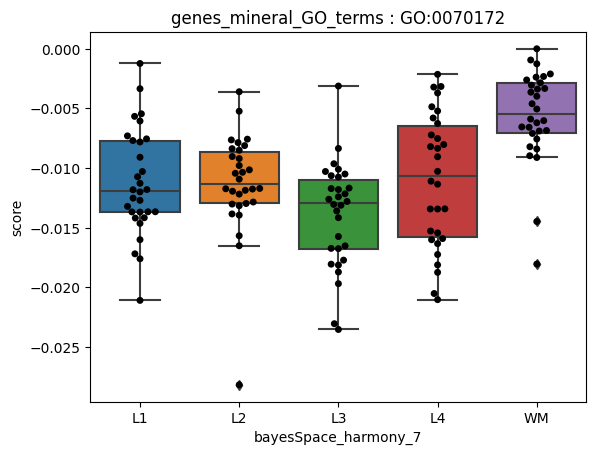 genes_mineral_GO_terms : GO:0070172
0.000
−0.005
−0.010
−0.015
−0.020
−0.025
score
L1 L2 L3 L4 WM
bayesSpace_harmony_7